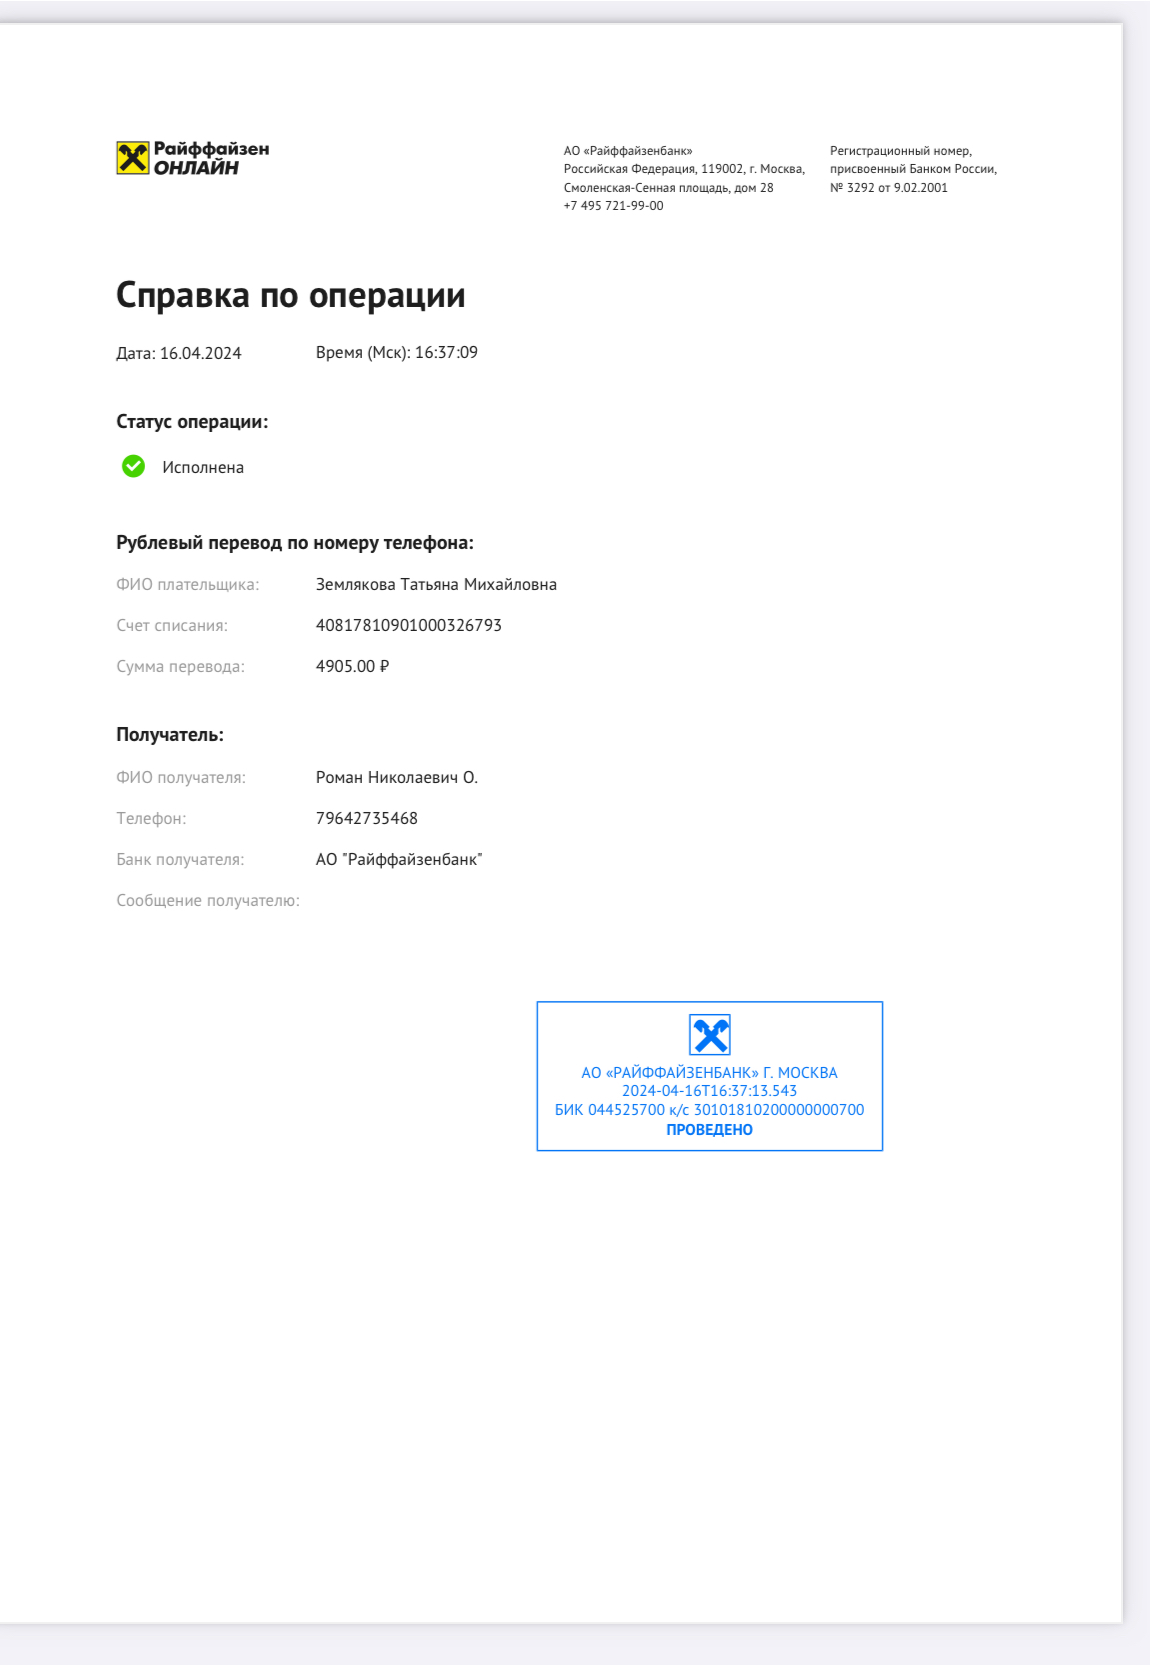 Райффайзен
ОНЛАЙН
АО «Райффайзенбанк»
Российская Федерация, 119002, г. Москва,
Смоленская-Сенная площадь, дом 28
+7 495 721-99-00
Регистрационный номер,
присвоенный Банком России,
№ 3292 от 9.02.2001
Справка по операции
Дата: 16.04.2024 Время (Мск): 16:37:09
Статус операции:
Исполнена
Рублевый перевод по номеру телефона:
ФИО плательщика: Землякова Татьяна Михайловна
Счет списания: 40817810901000326793
Сумма перевода: 4905.00 ₽
Получатель:
ФИО получателя: Роман Николаевич О.
Телефон: 79642735468
Банк получателя: АО "Райффайзенбанк"
Сообщение получателю:
АО «РАЙФФАЙЗЕНБАНК» Г. МОСКВА
2024-04-16T16:37:13.543
БИК 044525700 к/с 30101810200000000700
ПРОВЕДЕНО